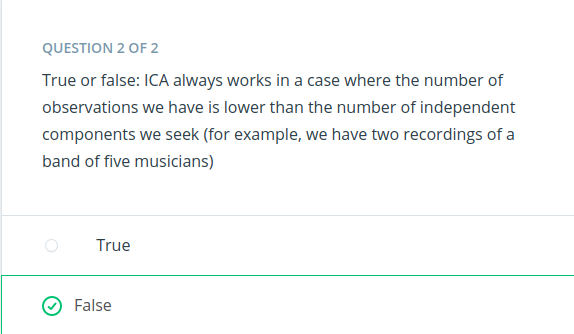 QUESTION 2 OF 2
True or false: ICA always works in a case where the number of
observations we have is lower than the number of independent
components we seek (for example, we have two recordings of a
band of five musicians)
True
False